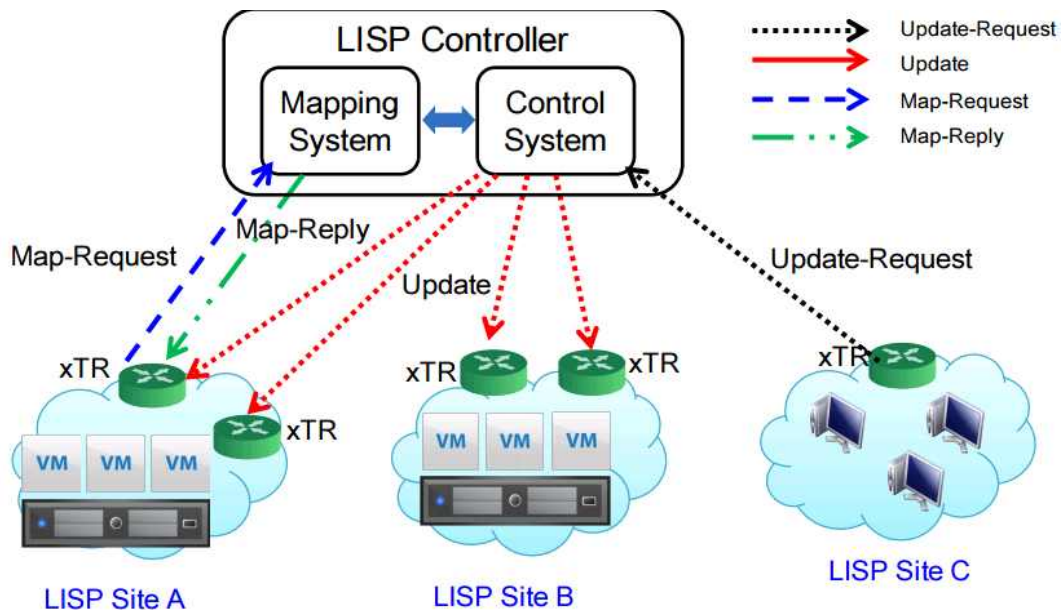 LISP Controller
Mapping
System
Control
System
Update-Request
Update
Map-Request
Map-Reply
Map-Request
Map-Reply
Update
Update-Request
xTR
xTR
xTR
xTR
xTR
VM
VM
VM
VM
VM
VM
LISP Site A
LISP Site B
LISP Site C